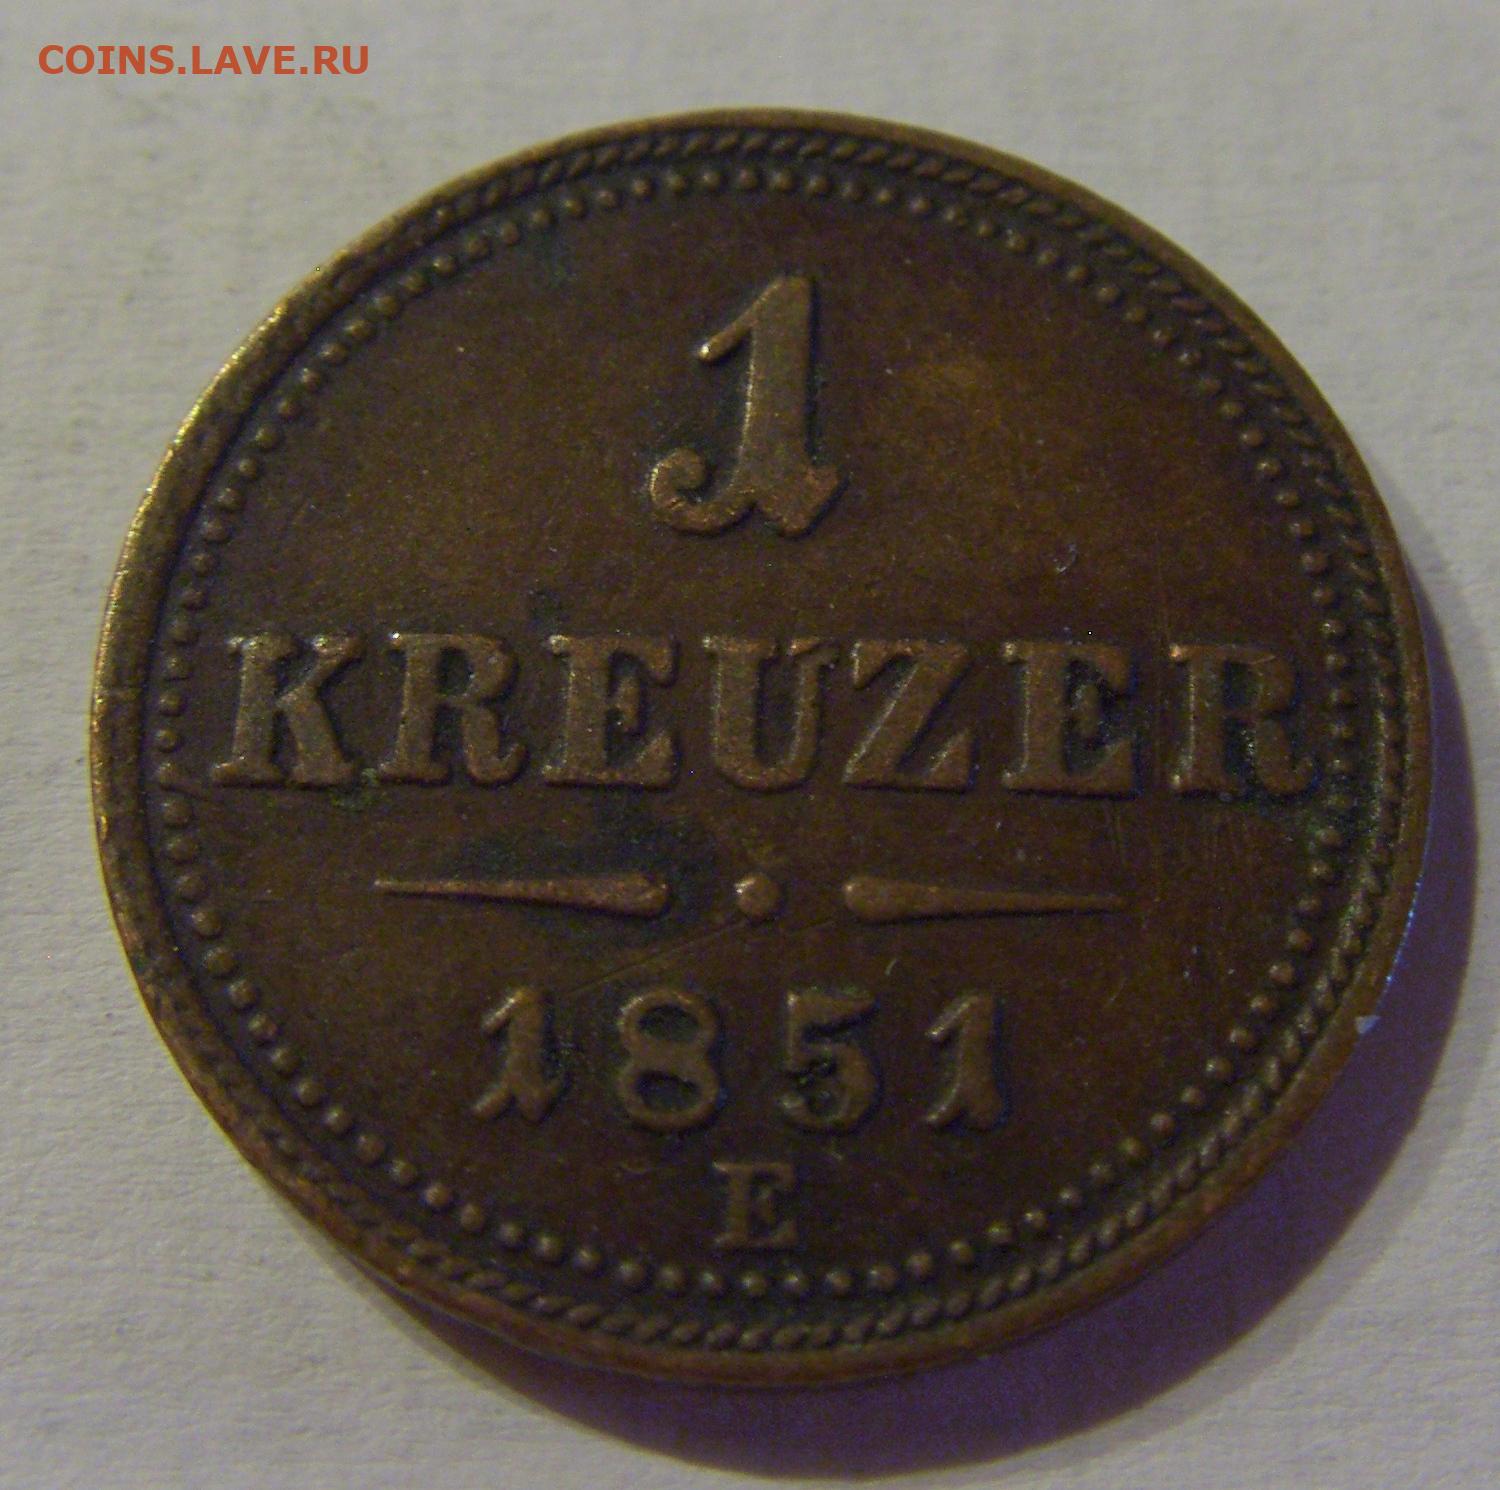 COINS.LAVE.RU
1
KREUZER
1851
E